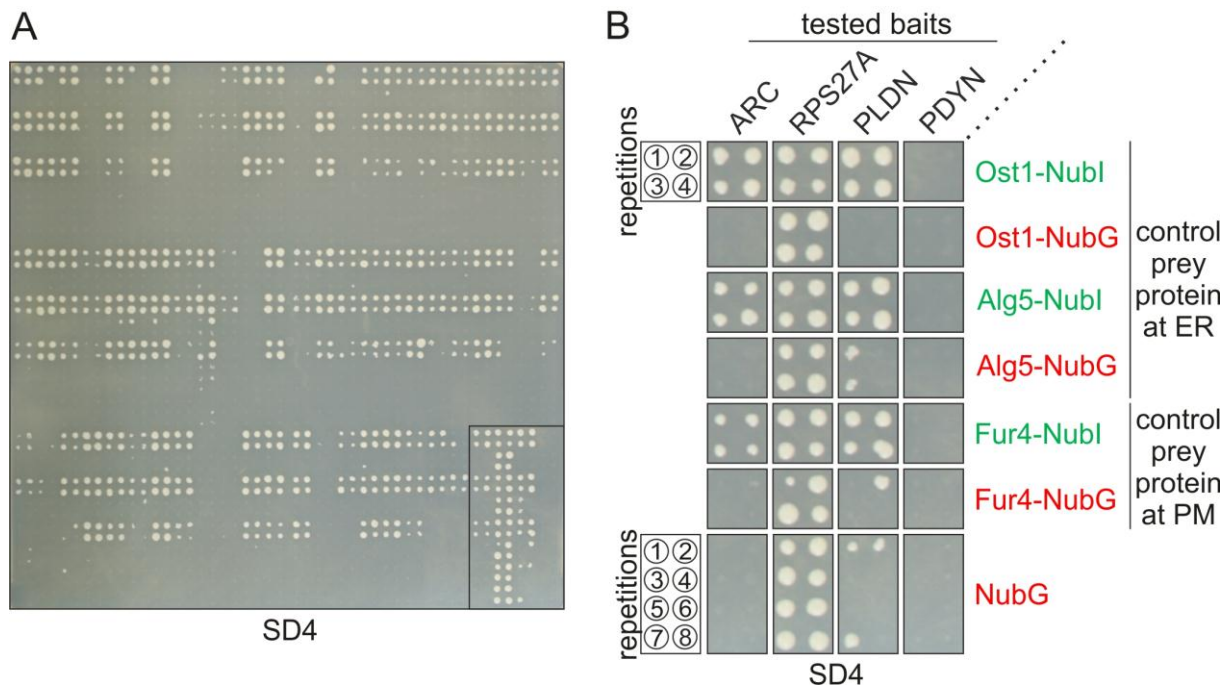 A
SD4
B
tested baits
ARC
RPS27A
PLDN
PDYN
repetitions
① ②
③ ④
Ost1-NubI
Ost1-NubG
Alg5-NubI
Alg5-NubG
control
prey
protein
at ER
Fur4-NubI
Fur4-NubG
control
prey
protein
at PM
repetitions
① ②
③ ④
⑤ ⑥
⑦ ⑧
NubG
SD4